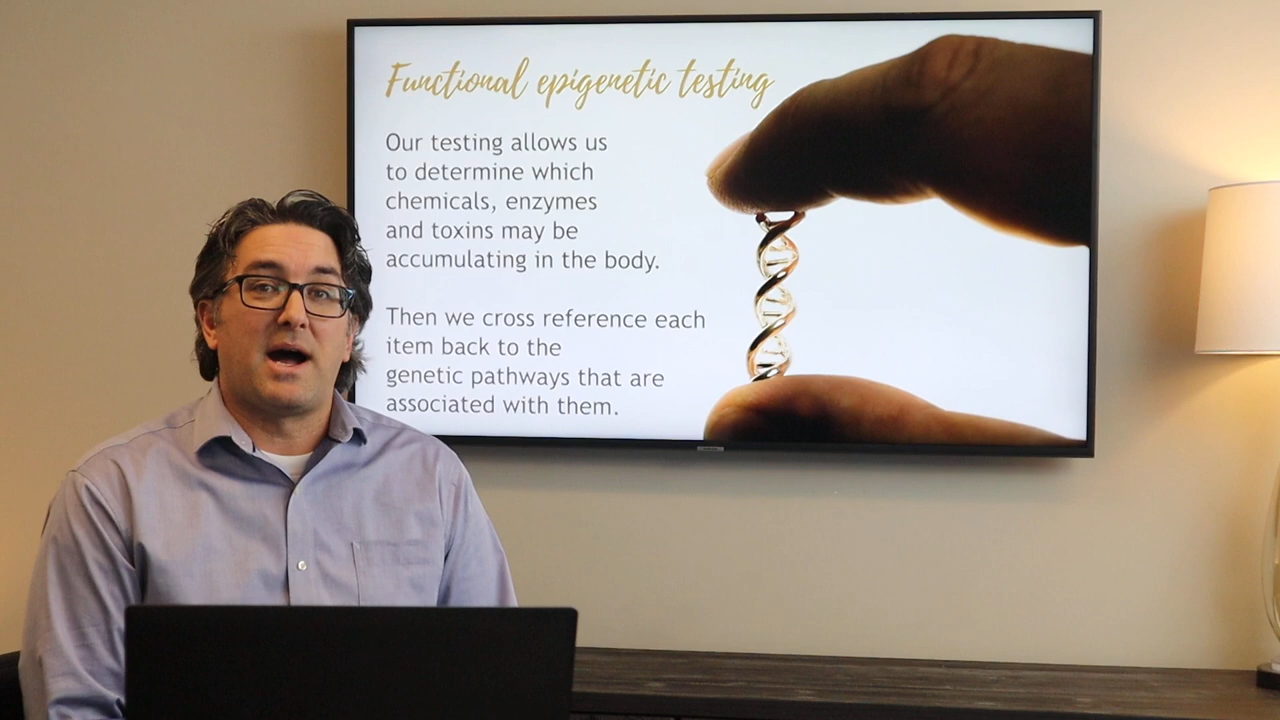 Functional epigenetic testing
Our testing allows us
to determine which
chemicals, enzymes
and toxins may be
accumulating in the body.
Then we cross reference each
item back to the
genetic pathways that are
associated with them.